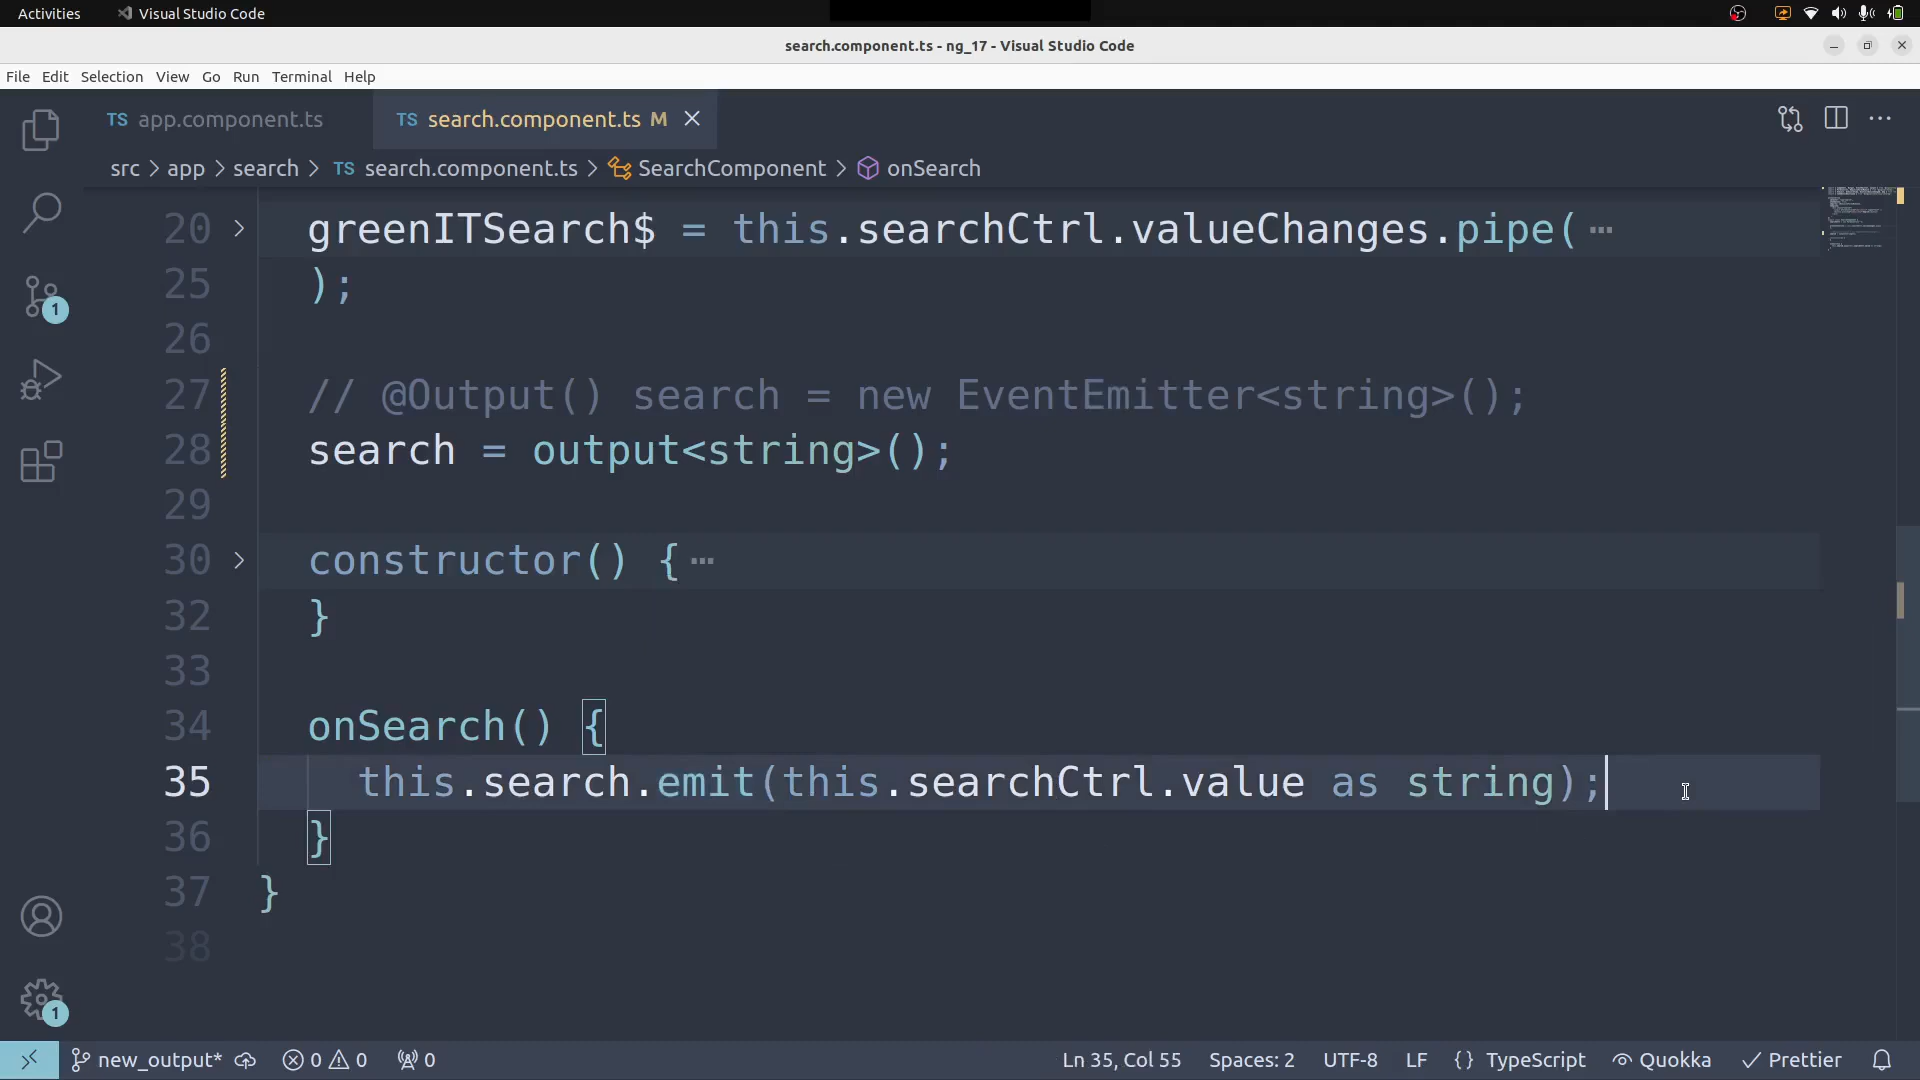 Activities Visual Studio Code
search.component.ts - ng_17 - Visual Studio Code
File Edit Selection View Go Run Terminal Help
TS app.component.ts TS search.component.ts M
src > app > search > TS search.component.ts > SearchComponent > onSearch
20 > greenITSearch$ = this.searchCtrl.valueChanges.pipe(⋯
25 );
26
27 // @Output() search = new EventEmitter<string>();
28 search = output<string>();
29
30 > constructor() {⋯
32 }
33
34 onSearch() {
35 this.search.emit(this.searchCtrl.value as string);
36 }
37 }
38
1
1
new_output* 0 0 0 Ln 35, Col 55 Spaces: 2 UTF-8 LF {} TypeScript Quokka Prettier